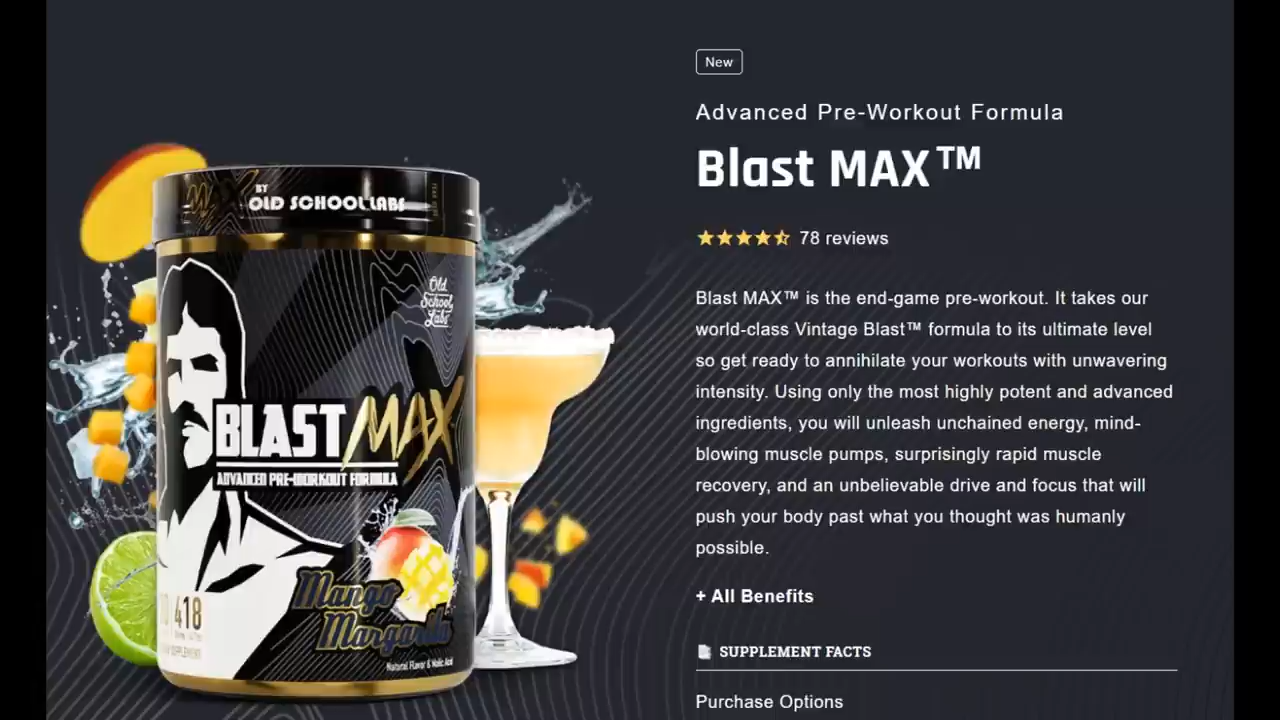 New
Advanced Pre-Workout Formula
Blast MAX™
78 reviews
Blast MAX™ is the end-game pre-workout. It takes our
world-class Vintage Blast™ formula to its ultimate level
so get ready to annihilate your workouts with unwavering
intensity. Using only the most highly potent and advanced
ingredients, you will unleash unchained energy, mind-
blowing muscle pumps, surprisingly rapid muscle
recovery, and an unbelievable drive and focus that will
push your body past what you thought was humanly
possible.
+ All Benefits
SUPPLEMENT FACTS
Purchase Options
MAX BY OLD SCHOOL LABS
Old
School
Labs
BLAST MAX
ADVANCED PRE-WORKOUT FORMULA
Mango
Margarita
418
Natural Flavor & Malic Acid